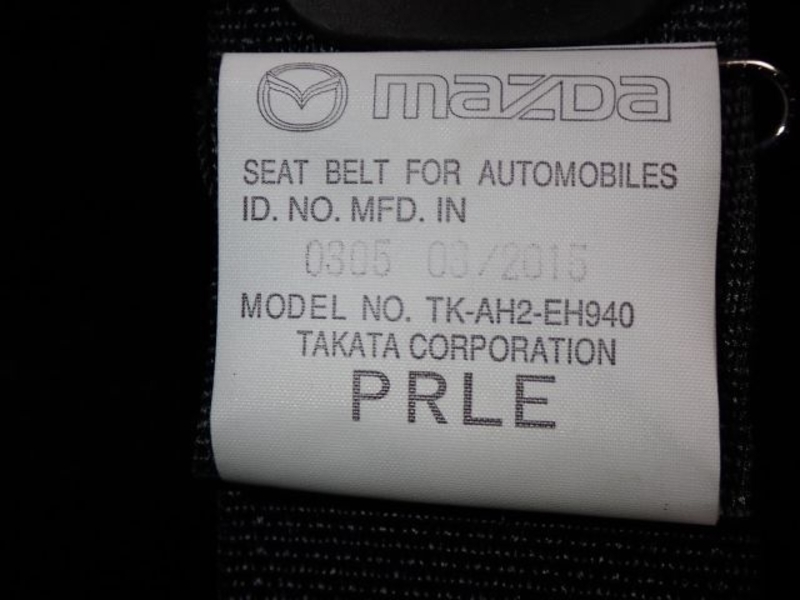 mazda
SEAT BELT FOR AUTOMOBILES
ID. NO. MFD. IN
0305 03/2015
MODEL NO. TK-AH2-EH940
TAKATA CORPORATION
PRLE